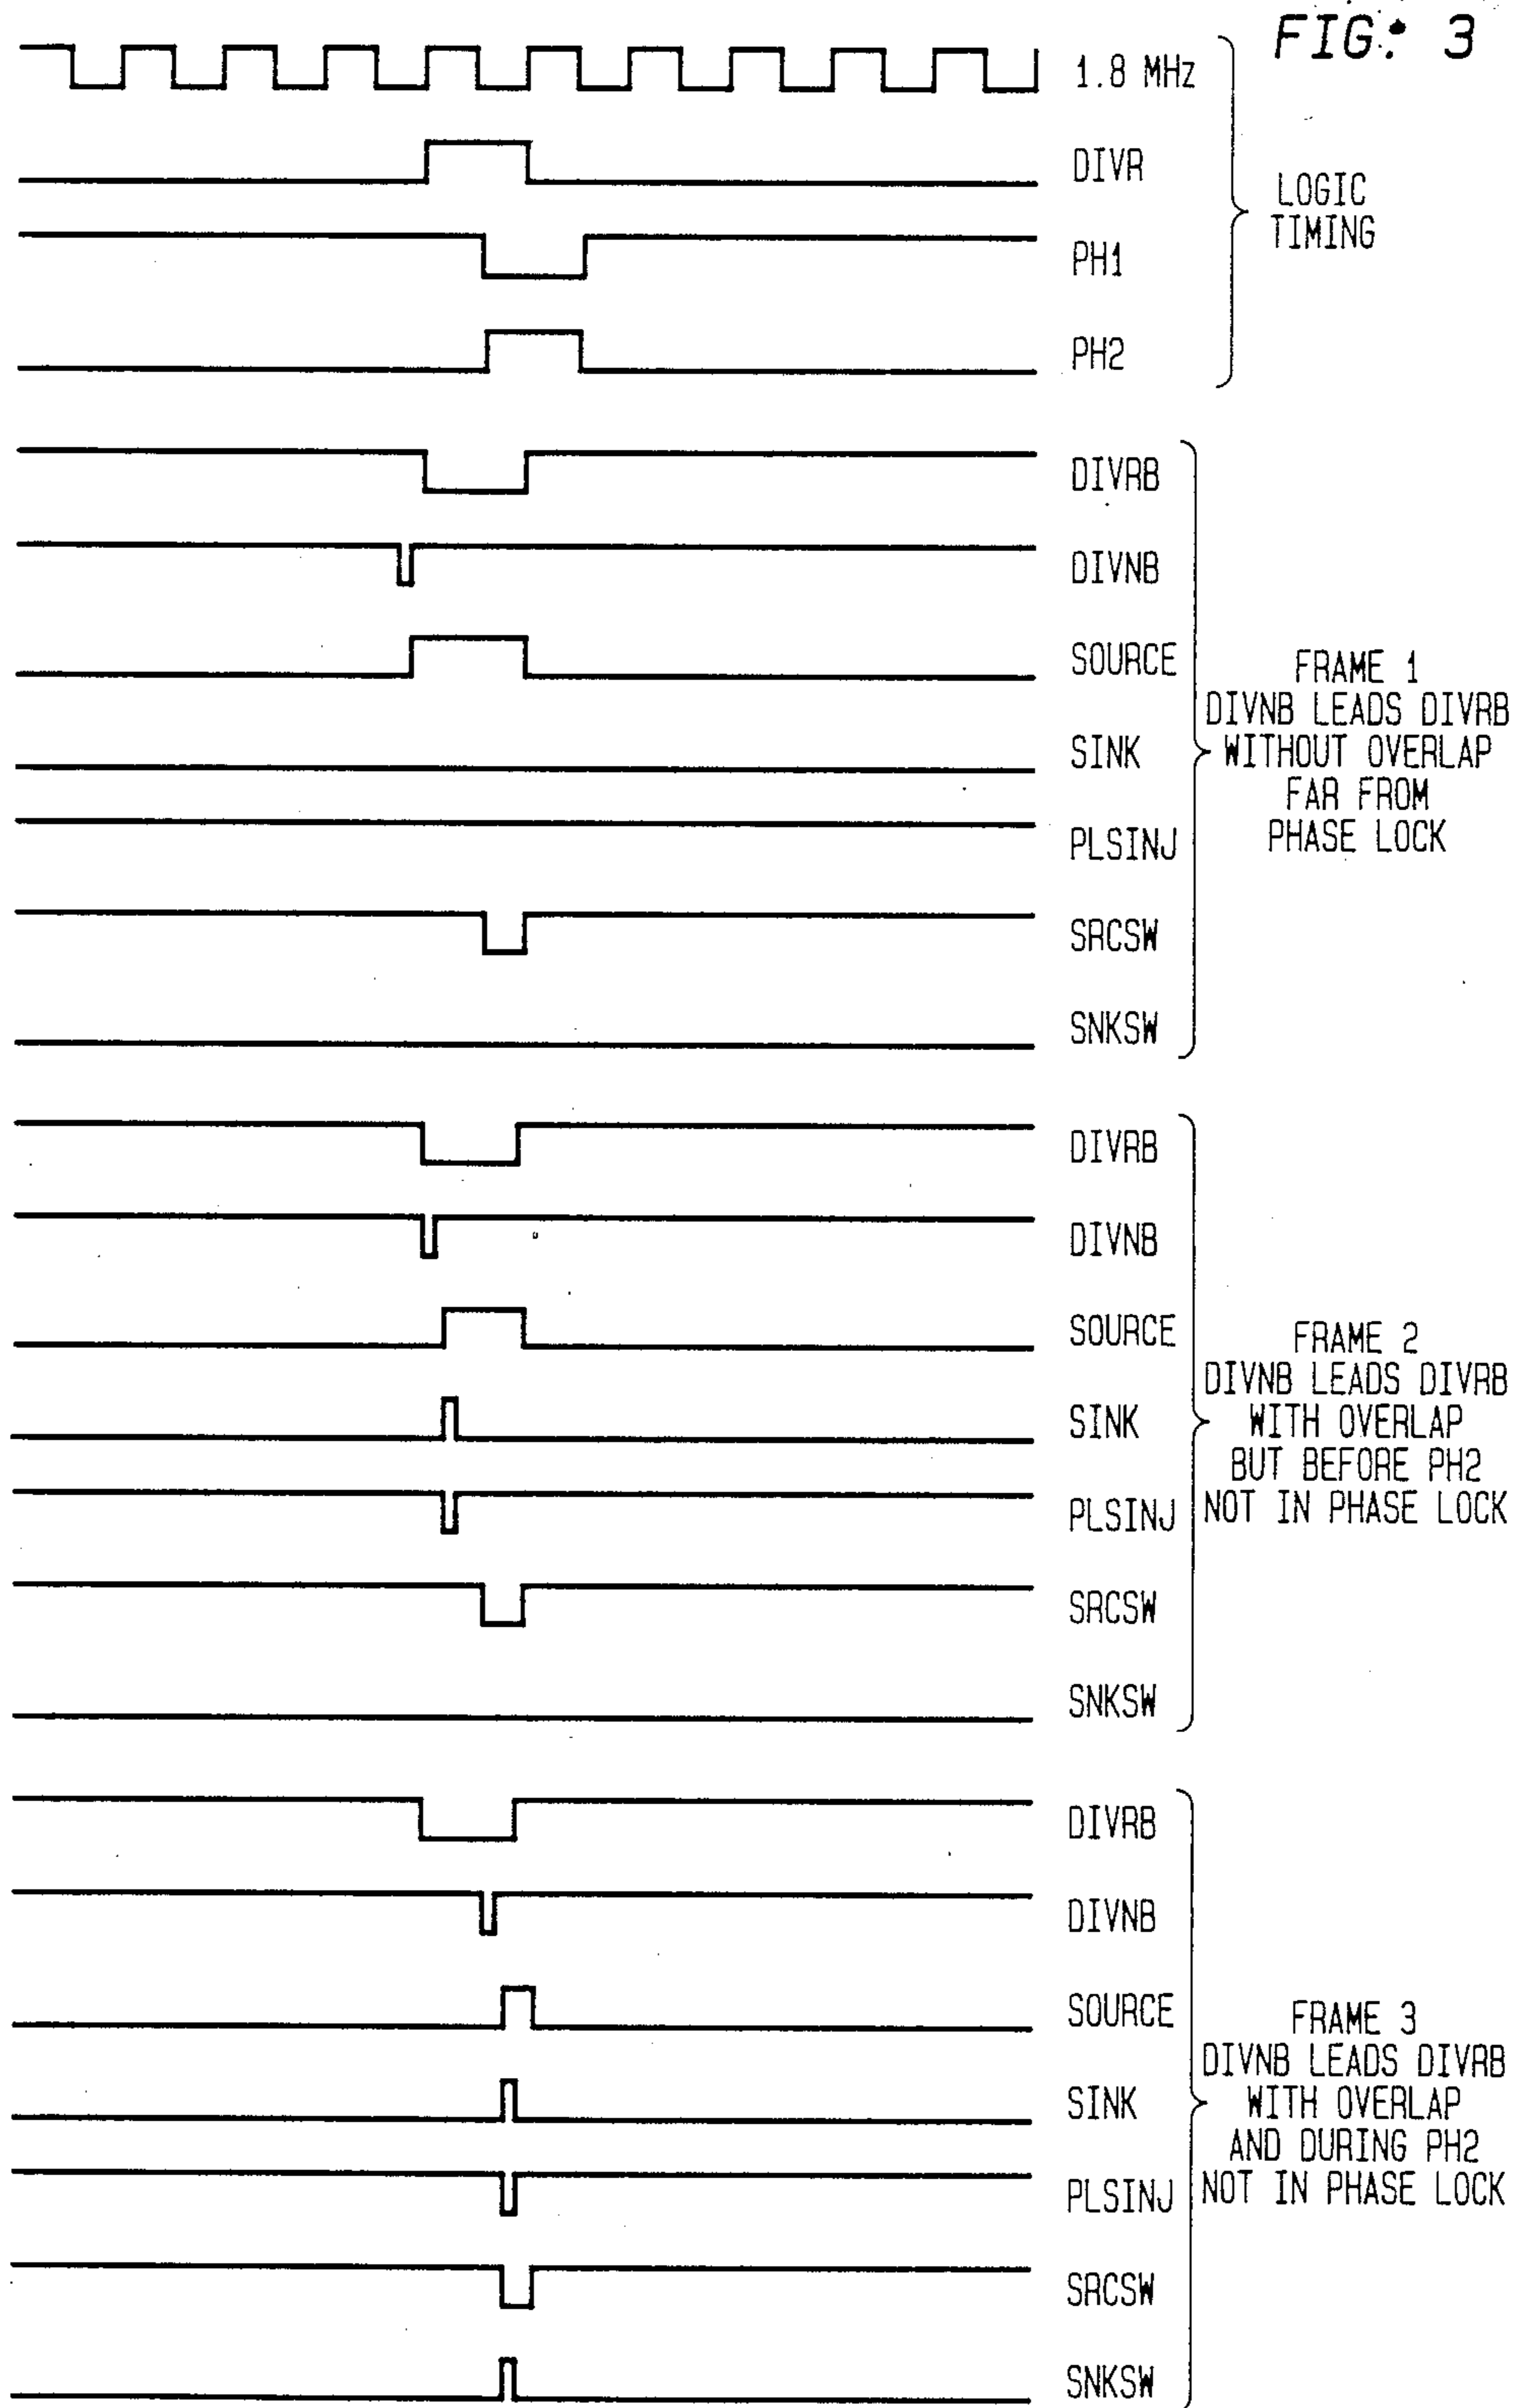 FIG. 3
1.8 MHz
DIVR
PH1
PH2
LOGIC
TIMING
DIVRB
DIVNB
SOURCE
SINK
PLSINJ
SRCSW
SNKSW
FRAME 1
DIVNB LEADS DIVRB
WITHOUT OVERLAP
FAR FROM
PHASE LOCK
DIVRB
DIVNB
SOURCE
SINK
PLSINJ
SRCSW
SNKSW
FRAME 2
DIVNB LEADS DIVRB
WITH OVERLAP
BUT BEFORE PH2
NOT IN PHASE LOCK
DIVRB
DIVNB
SOURCE
SINK
PLSINJ
SRCSW
SNKSW
FRAME 3
DIVNB LEADS DIVRB
WITH OVERLAP
AND DURING PH2
NOT IN PHASE LOCK